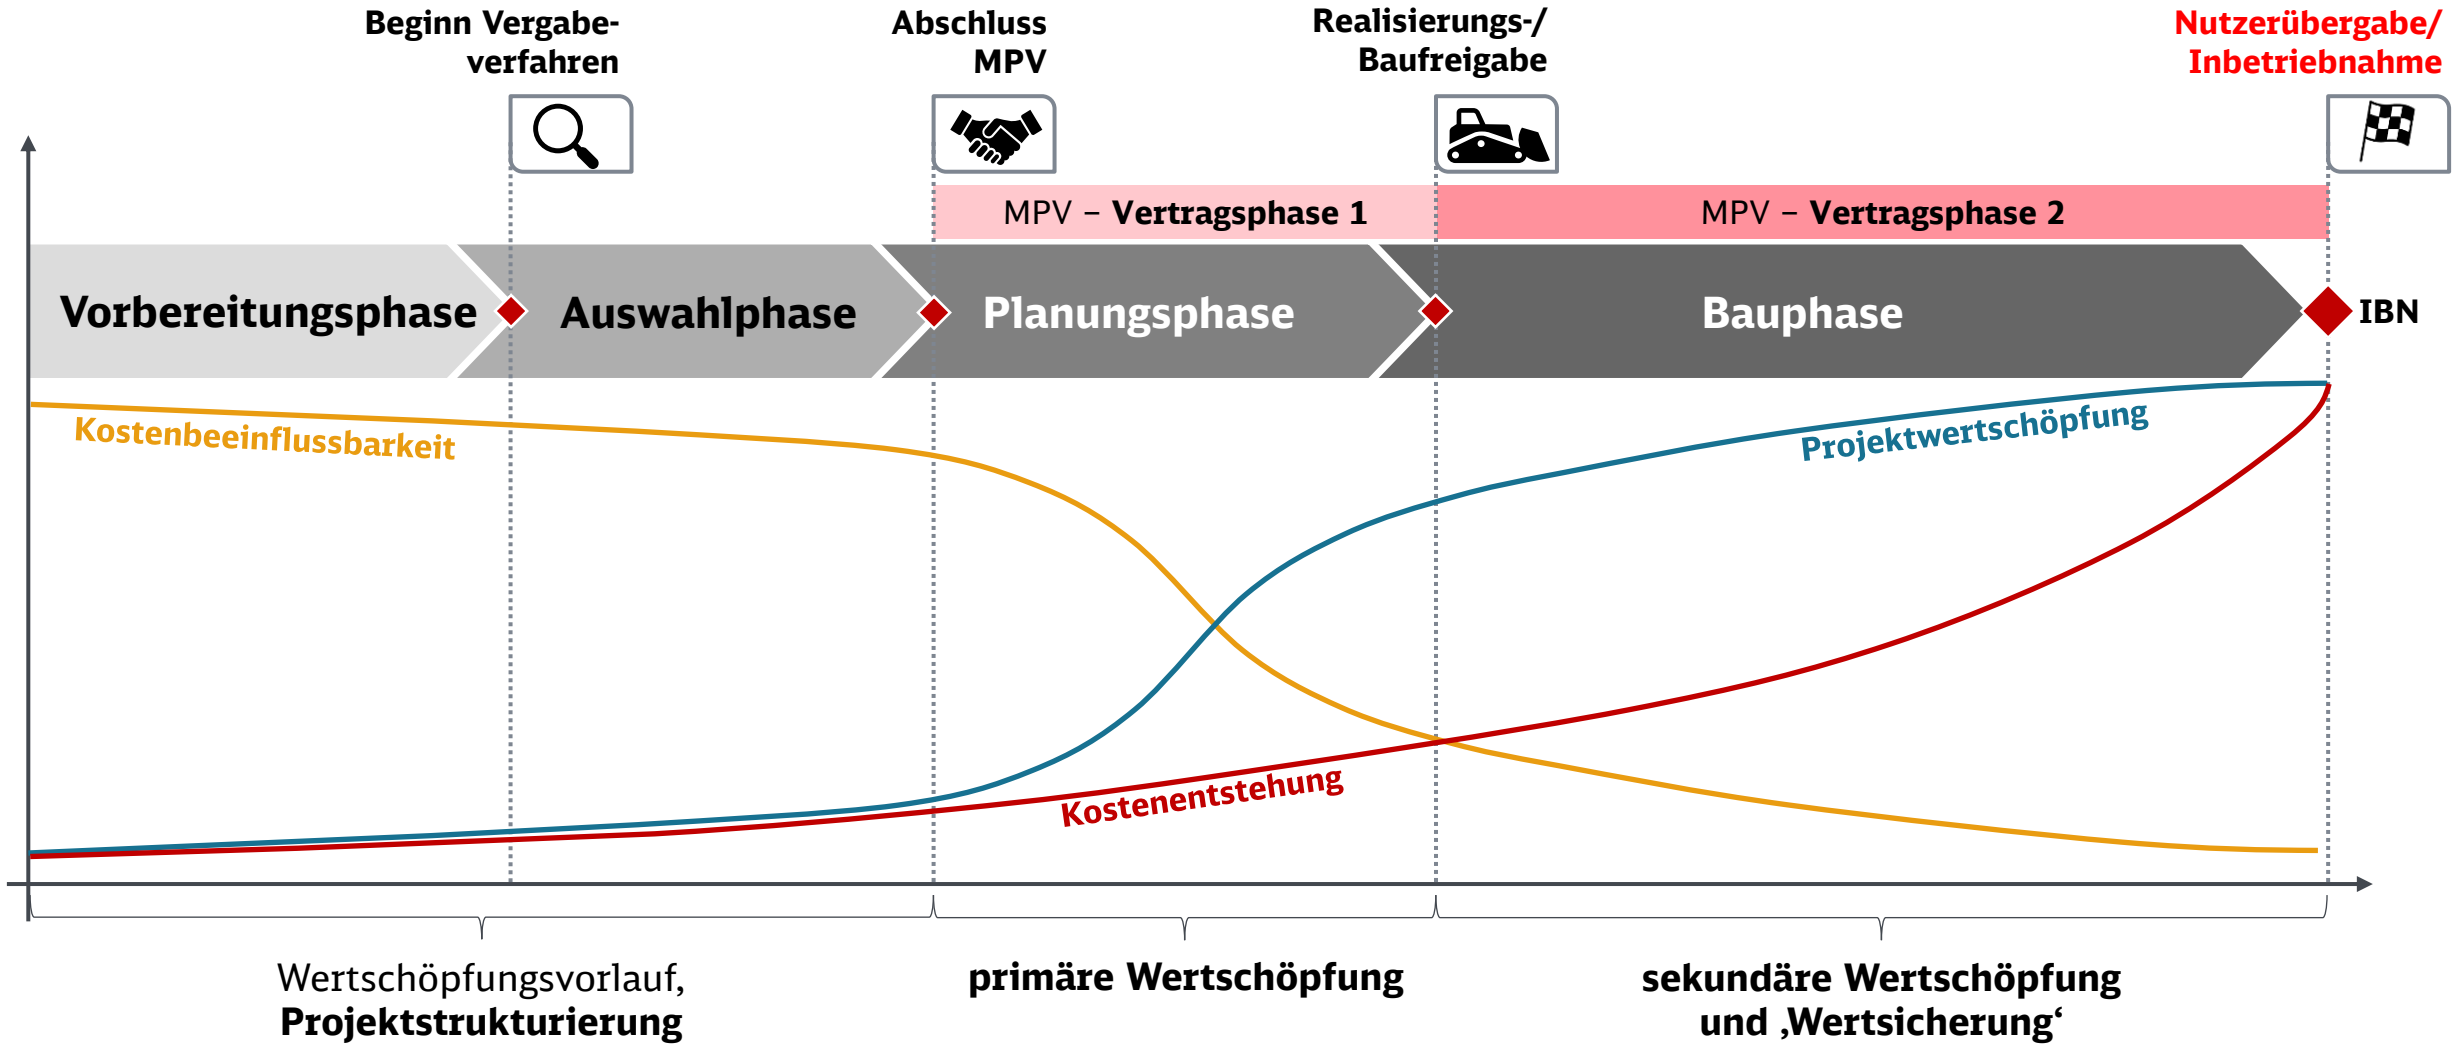 Beginn Vergabe-
verfahren
Abschluss
MPV
Realisierungs-/
Baufreigabe
Nutzerübergabe/
Inbetriebnahme
MPV – Vertragsphase 1
MPV – Vertragsphase 2
Vorbereitungsphase
Auswahlphase
Planungsphase
Bauphase
IBN
Kostenbeeinflussbarkeit
Projektwertschöpfung
Kostenentstehung
Wertschöpfungsvorlauf,
Projektstrukturierung
primäre Wertschöpfung
sekundäre Wertschöpfung
und ‚Wertsicherung‘